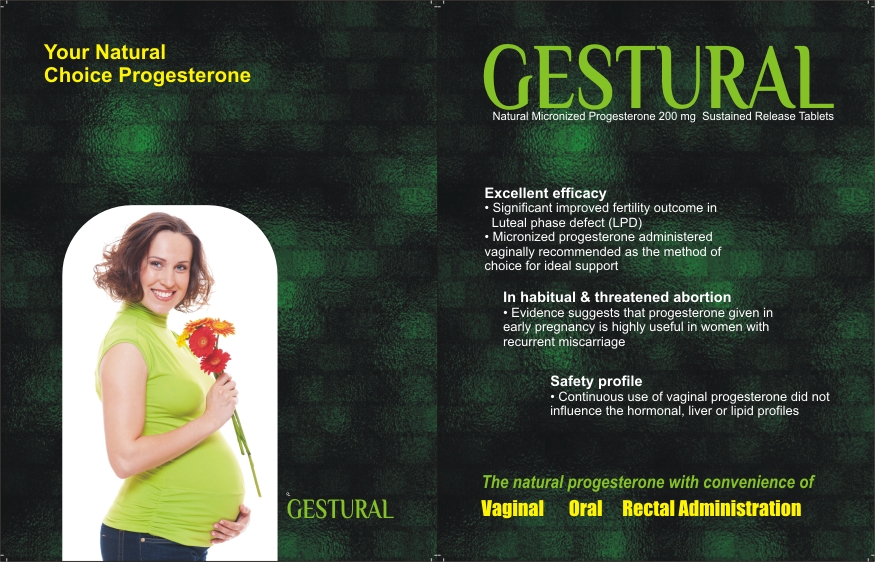 Your Natural
Choice Progesterone
GESTURAL
GESTURAL
Natural Micronized Progesterone 200 mg  Sustained Release Tablets
Excellent efficacy
• Significant improved fertility outcome in
Luteal phase defect (LPD)
• Micronized progesterone administered
vaginally recommended as the method of
choice for ideal support
In habitual & threatened abortion
• Evidence suggests that progesterone given in
early pregnancy is highly useful in women with
recurrent miscarriage
Safety profile
• Continuous use of vaginal progesterone did not
influence the hormonal, liver or lipid profiles
The natural progesterone with convenience of
Vaginal Oral Rectal Administration